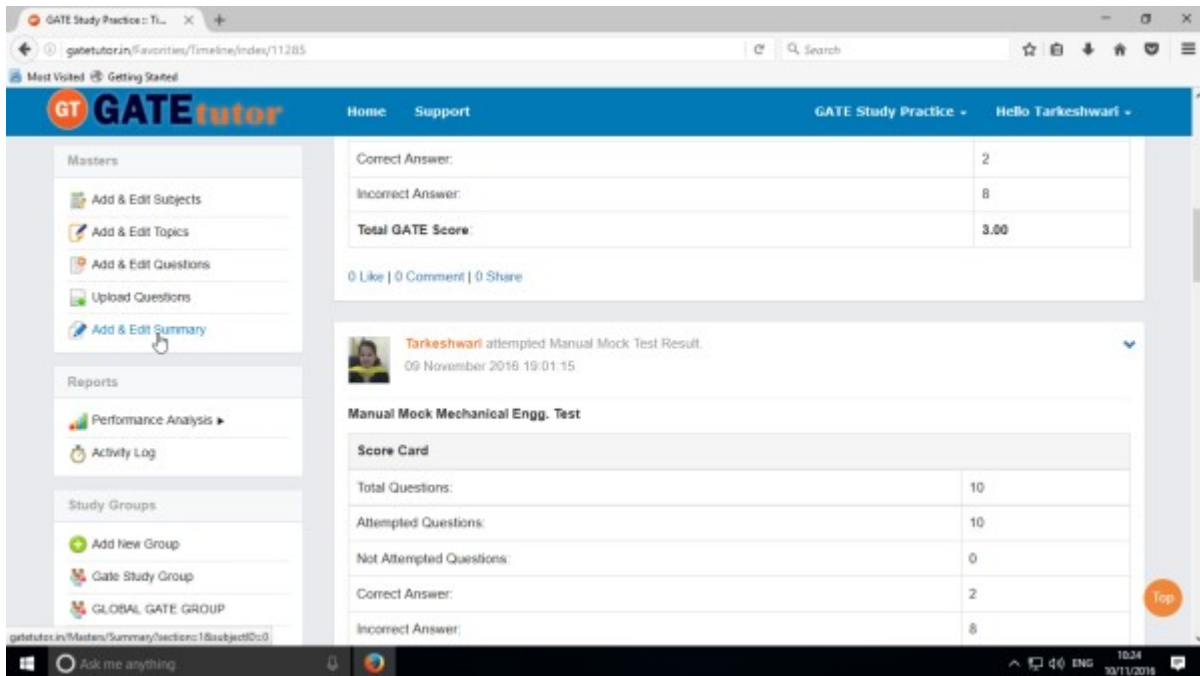 GATE Study Practice :: Ti...
gatetutor.in/Favorities/Timeline/Index/11285
Search
Most Visited Getting Started
GT GATEtutor Home Support GATE Study Practice Hello Tarkeshwari
Masters
Add & Edit Subjects
Add & Edit Topics
Add & Edit Questions
Upload Questions
Add & Edit Summary
Reports
Performance Analysis
Activity Log
Study Groups
Add New Group
Gate Study Group
GLOBAL GATE GROUP
Correct Answer: 2
Incorrect Answer: 8
Total GATE Score: 3.00
0 Like | 0 Comment | 0 Share
Tarkeshwari attempted Manual Mock Test Result.
09 November 2016 19:01:15
Manual Mock Mechanical Engg. Test
Score Card
Total Questions: 10
Attempted Questions: 10
Not Attempted Questions: 0
Correct Answer: 2
Incorrect Answer: 8
Top
gatetutor.in/Masters/Summary?section=1&subjectID=0
Ask me anything
ENG
10:24
10/11/2016